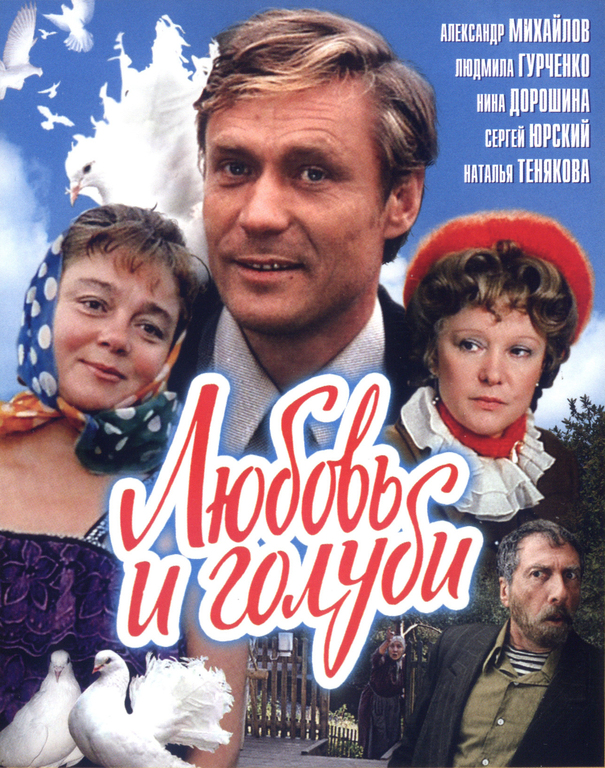 АЛЕКСАНДР МИХАЙЛОВ
ЛЮДМИЛА ГУРЧЕНКО
НИНА ДОРОШИНА
СЕРГЕЙ ЮРСКИЙ
НАТАЛЬЯ ТЕНЯКОВА
Любовь
и голуби